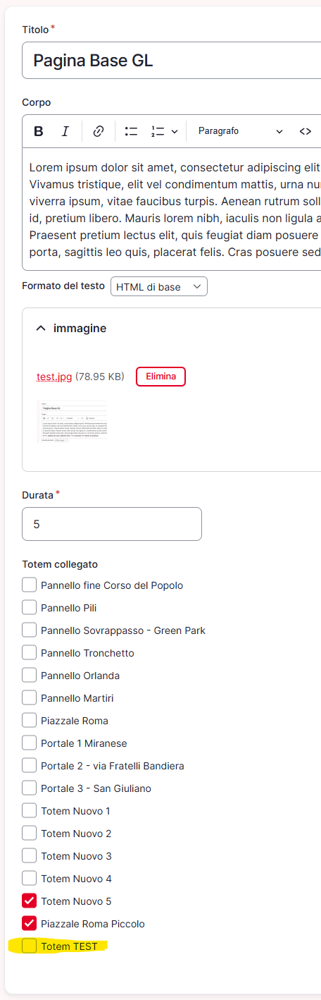 Titolo*
Pagina Base GL
Corpo
B I Paragrafo <>
Lorem ipsum dolor sit amet, consectetur adipiscing elit
Vivamus tristique, elit vel condimentum mattis, urna nu
viverra ipsum, vitae faucibus turpis. Aenean rutrum soll
id, pretium libero. Mauris lorem nibh, iaculis non ligula a
Praesent pretium lectus elit, quis feugiat diam posuere
porta, sagittis leo quis, placerat felis. Cras posuere sed
Formato del testo HTML di base
immagine
test.jpg (78.95 KB) Elimina
Pagina Base GL
Durata*
5
Totem collegato
Pannello fine Corso del Popolo
Pannello Pili
Pannello Sovrappasso - Green Park
Pannello Tronchetto
Pannello Orlanda
Pannello Martiri
Piazzale Roma
Portale 1 Miranese
Portale 2 - via Fratelli Bandiera
Portale 3 - San Giuliano
Totem Nuovo 1
Totem Nuovo 2
Totem Nuovo 3
Totem Nuovo 4
Totem Nuovo 5
Piazzale Roma Piccolo
Totem TEST